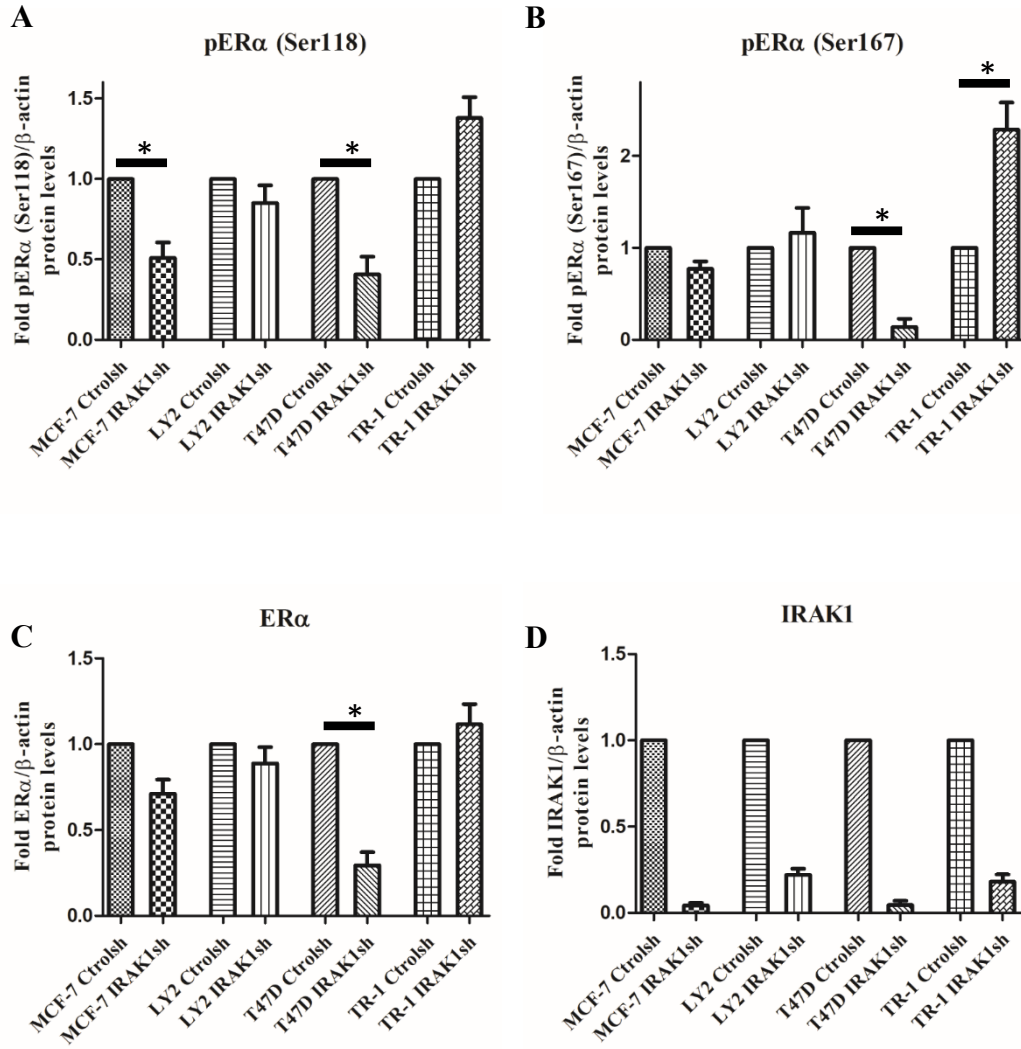 A
pERα (Ser118)
Fold pERα (Ser118)/β-actin
protein levels
1.5
1.0
0.5
0.0
*
*
MCF-7 Ctrolsh
MCF-7 IRAK1sh
LY2 Ctrolsh
LY2 IRAK1sh
T47D Ctrolsh
T47D IRAK1sh
TR-1 Ctrolsh
TR-1 IRAK1sh
B
pERα (Ser167)
Fold pERα (Ser167)/β-actin
protein levels
2
1
0
*
*
MCF-7 Ctrolsh
MCF-7 IRAK1sh
LY2 Ctrolsh
LY2 IRAK1sh
T47D Ctrolsh
T47D IRAK1sh
TR-1 Ctrolsh
TR-1 IRAK1sh
C
ERα
Fold ERα/β-actin
protein levels
1.5
1.0
0.5
0.0
*
MCF-7 Ctrolsh
MCF-7 IRAK1sh
LY2 Ctrolsh
LY2 IRAK1sh
T47D Ctrolsh
T47D IRAK1sh
TR-1 Ctrolsh
TR-1 IRAK1sh
D
IRAK1
Fold IRAK1/β-actin
protein levels
1.5
1.0
0.5
0.0
MCF-7 Ctrolsh
MCF-7 IRAK1sh
LY2 Ctrolsh
LY2 IRAK1sh
T47D Ctrolsh
T47D IRAK1sh
TR-1 Ctrolsh
TR-1 IRAK1sh